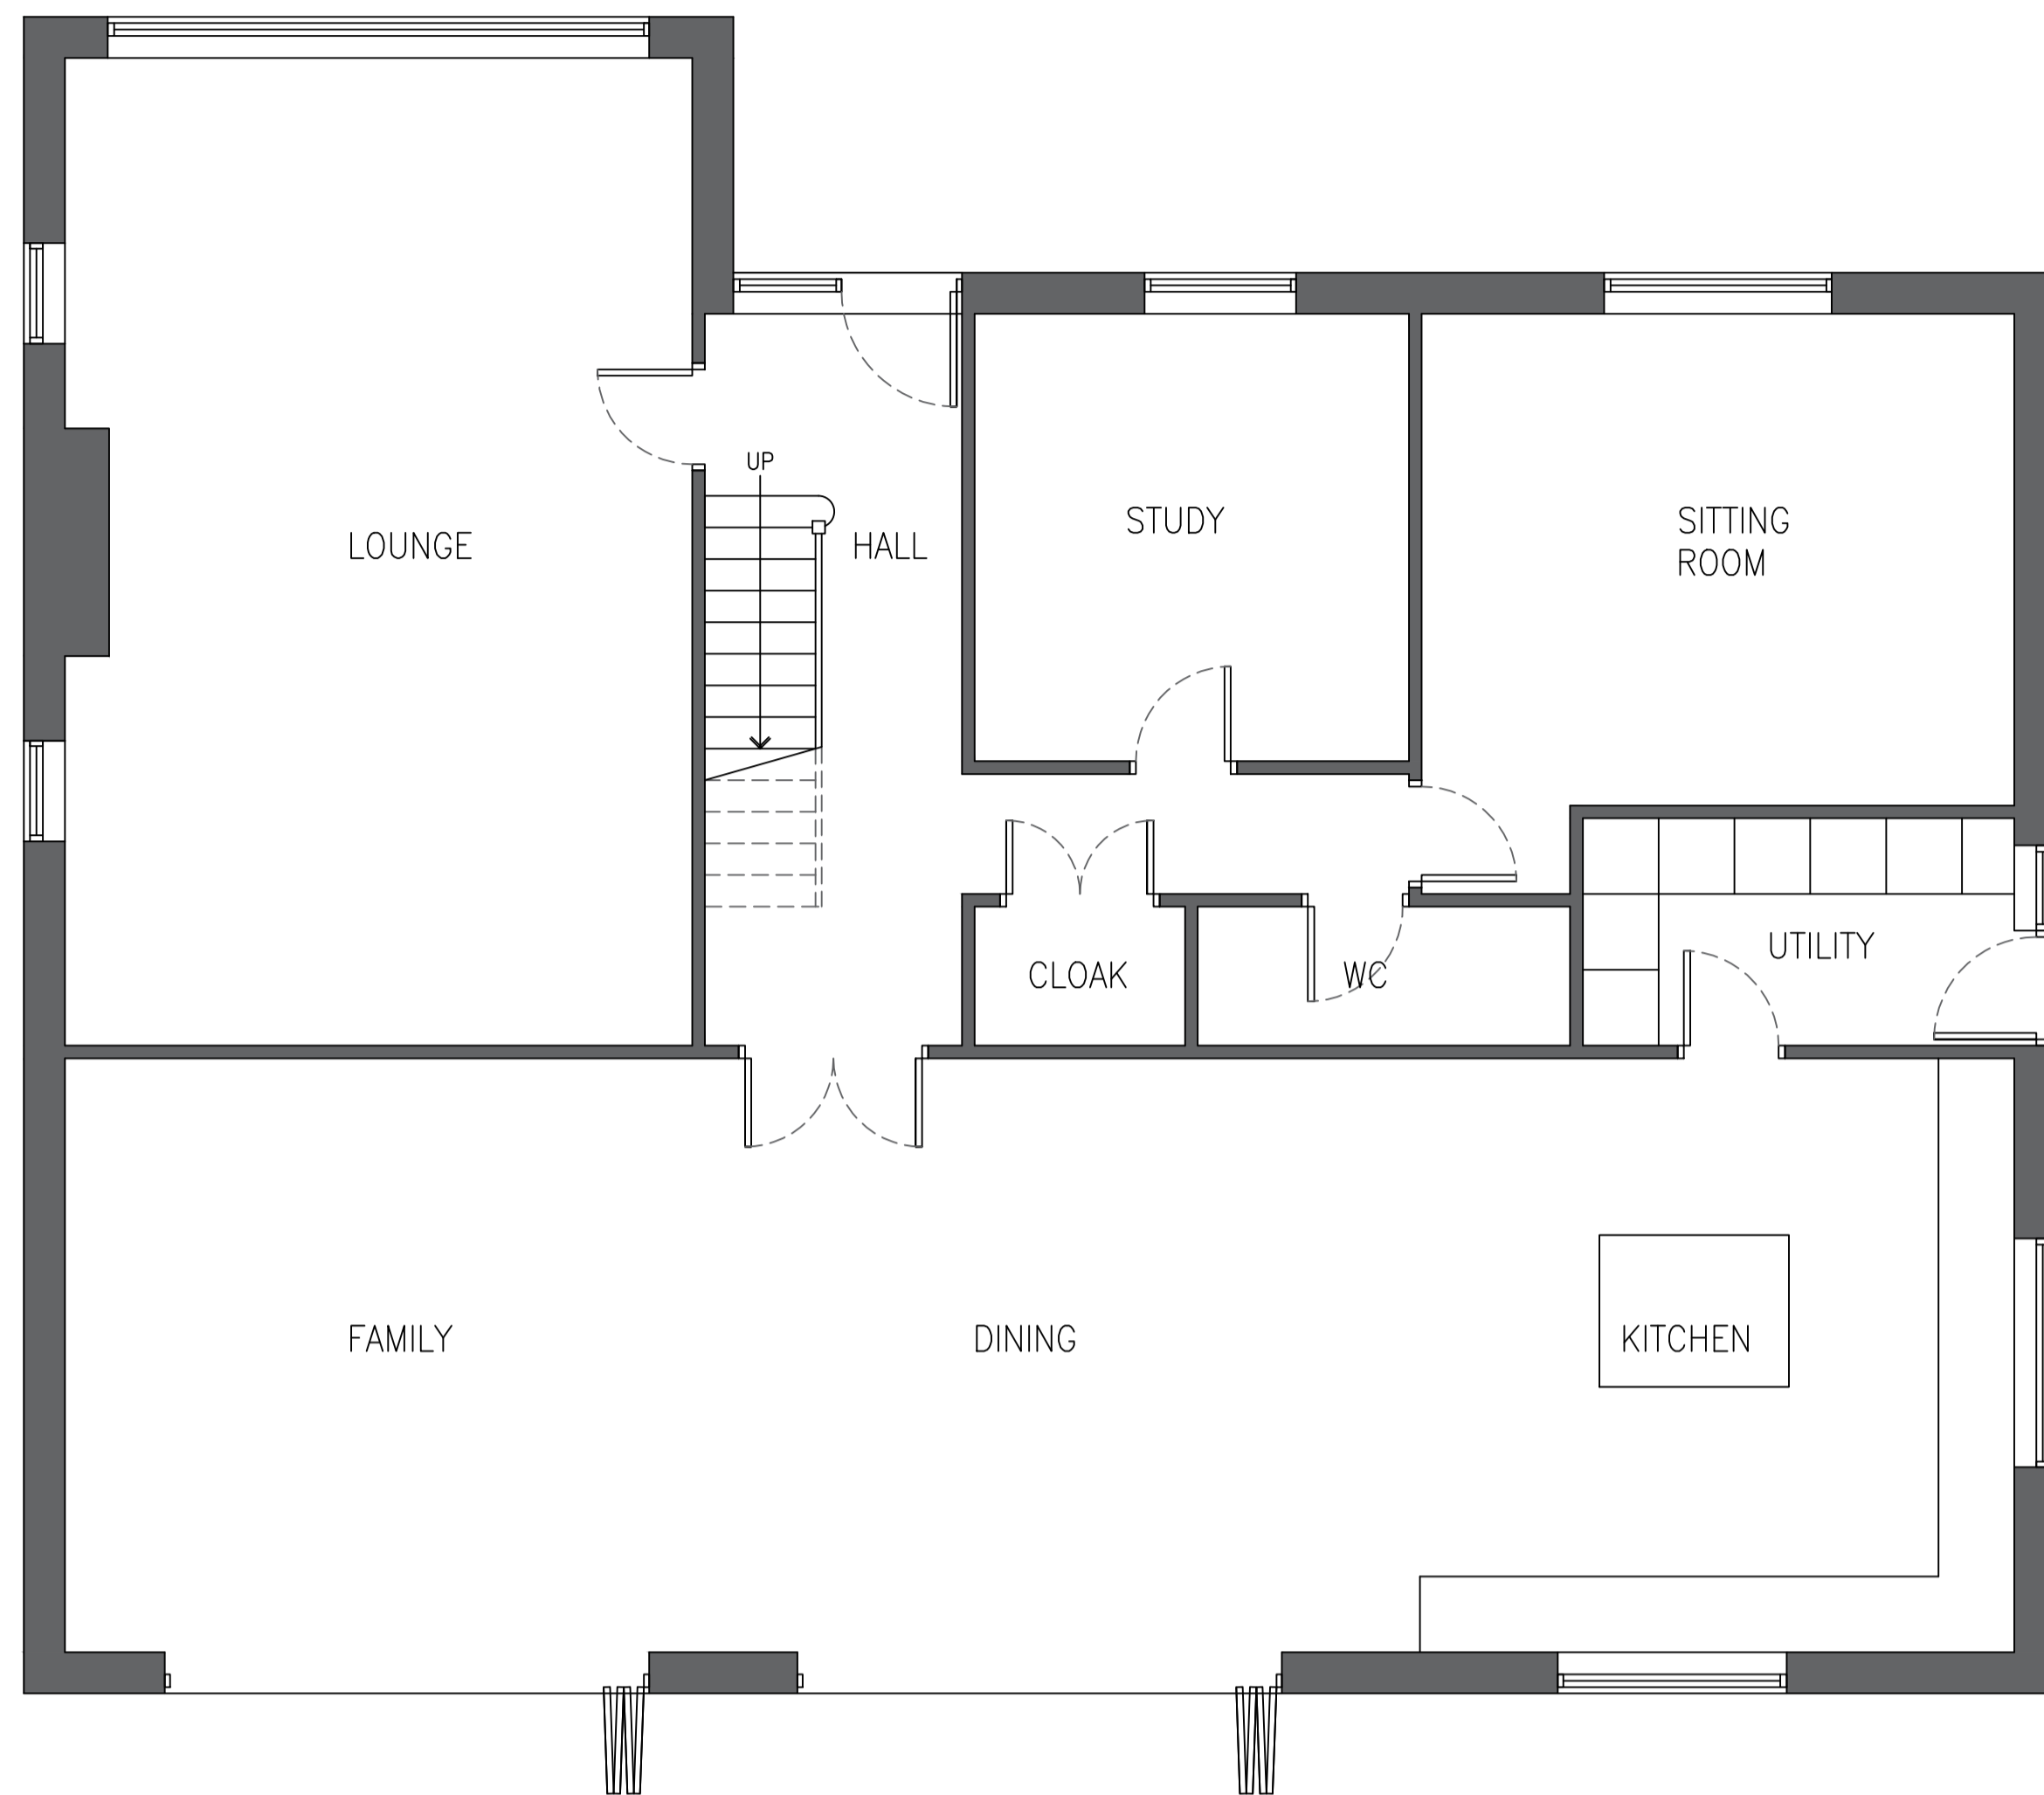 UP
LOUNGE
HALL
STUDY
SITTING
ROOM
CLOAK
WC
UTILITY
FAMILY
DINING
KITCHEN